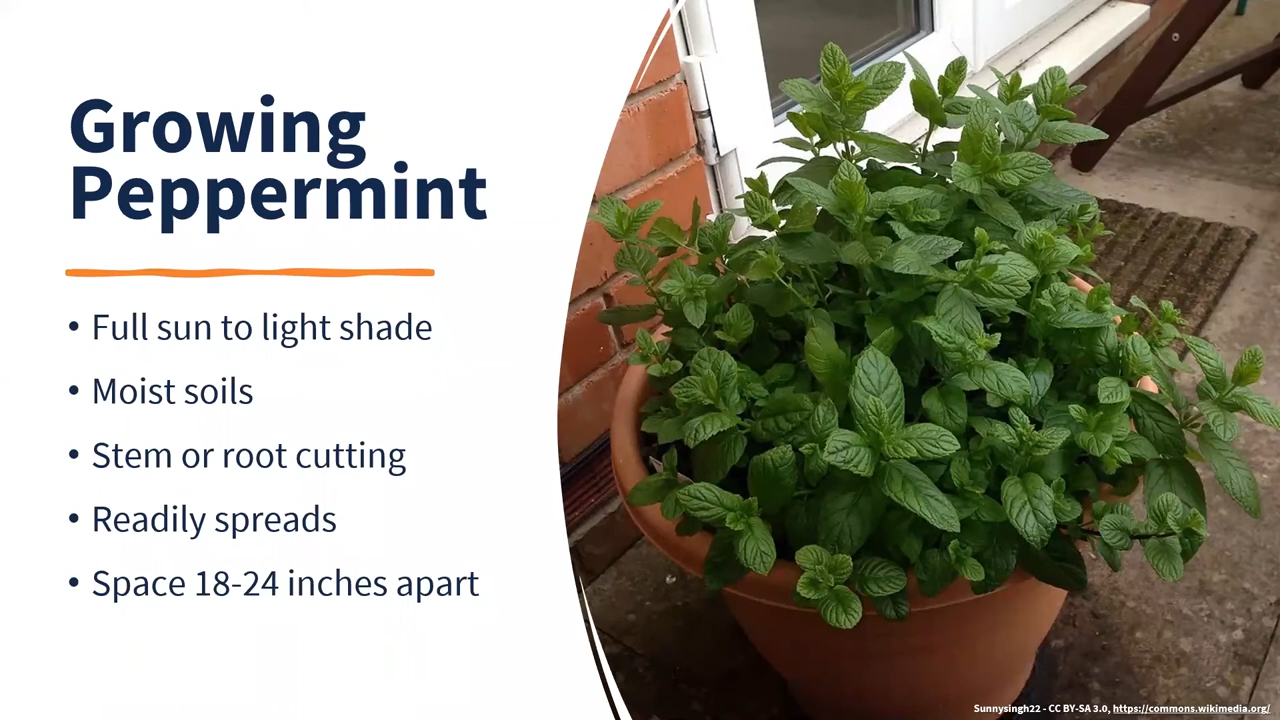 Growing
Peppermint
• Full sun to light shade
• Moist soils
• Stem or root cutting
• Readily spreads
• Space 18-24 inches apart
Sunnysingh22 - CC BY-SA 3.0, https://commons.wikimedia.org/